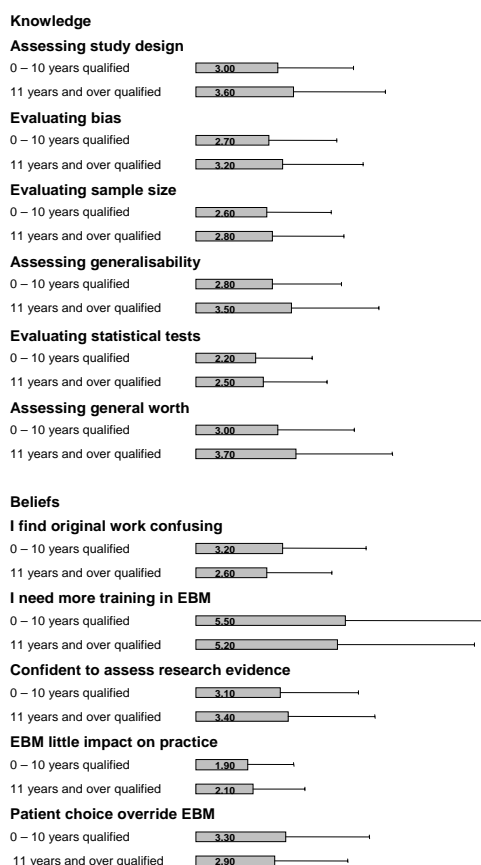 Knowledge
Assessing study design
0 – 10 years qualified 3.00
11 years and over qualified 3.60
Evaluating bias
0 – 10 years qualified 2.70
11 years and over qualified 3.20
Evaluating sample size
0 – 10 years qualified 2.60
11 years and over qualified 2.80
Assessing generalisability
0 – 10 years qualified 2.80
11 years and over qualified 3.50
Evaluating statistical tests
0 – 10 years qualified 2.20
11 years and over qualified 2.50
Assessing general worth
0 – 10 years qualified 3.00
11 years and over qualified 3.70
Beliefs
I find original work confusing
0 – 10 years qualified 3.20
11 years and over qualified 2.60
I need more training in EBM
0 – 10 years qualified 5.50
11 years and over qualified 5.20
Confident to assess research evidence
0 – 10 years qualified 3.10
11 years and over qualified 3.40
EBM little impact on practice
0 – 10 years qualified 1.90
11 years and over qualified 2.10
Patient choice override EBM
0 – 10 years qualified 3.30
11 years and over qualified 2.90